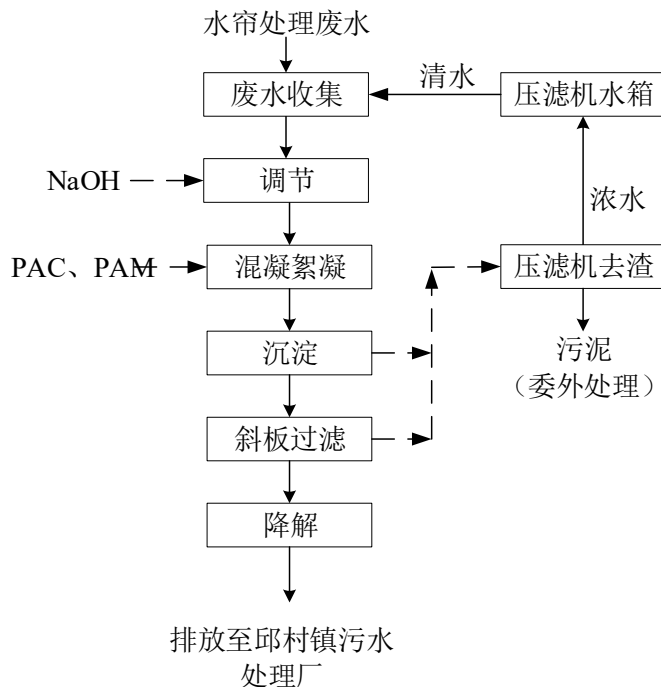 水帘处理废水
废水收集
清水
压滤机水箱
NaOH
调节
浓水
PAC、PAM
混凝絮凝
压滤机去渣
沉淀
污泥
（委外处理）
斜板过滤
降解
排放至邱村镇污水
处理厂